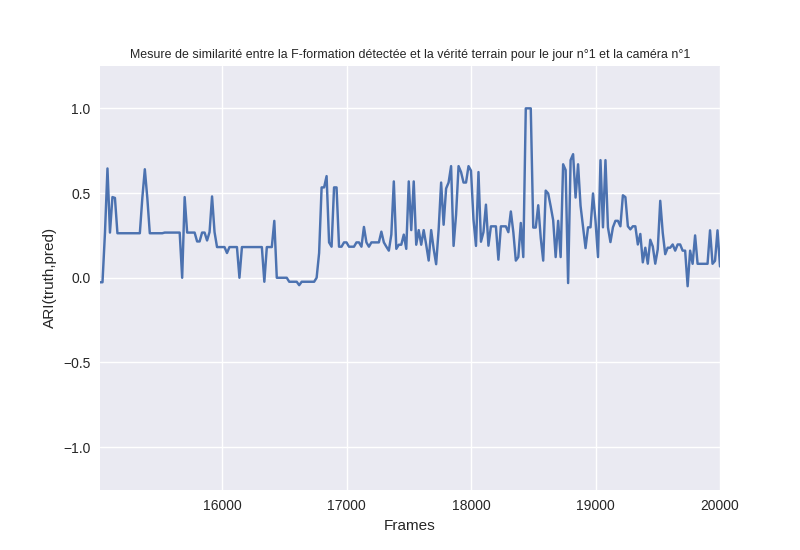 Mesure de similarité entre la F-formation détectée et la vérité terrain pour le jour n°1 et la caméra n°1
1.0
0.5
0.0
−0.5
−1.0
ARI(truth,pred)
16000 17000 18000 19000 20000
Frames